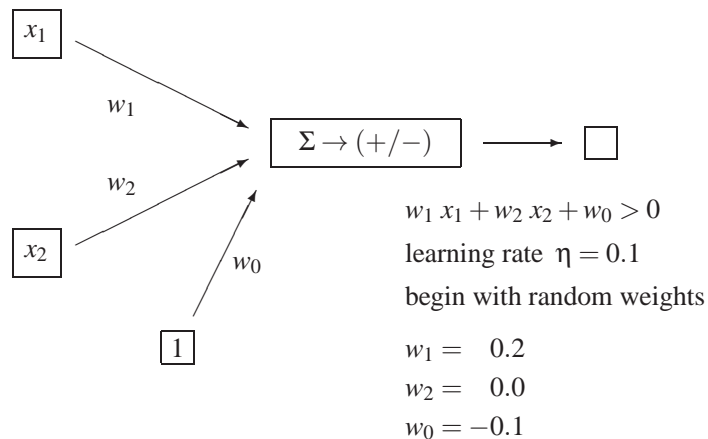 x₁
w₁
Σ → (+/−)
w₂
x₂
w₀
1
w₁ x₁ + w₂ x₂ + w₀ > 0
learning rate η = 0.1
begin with random weights
w₁ = 0.2
w₂ = 0.0
w₀ = −0.1